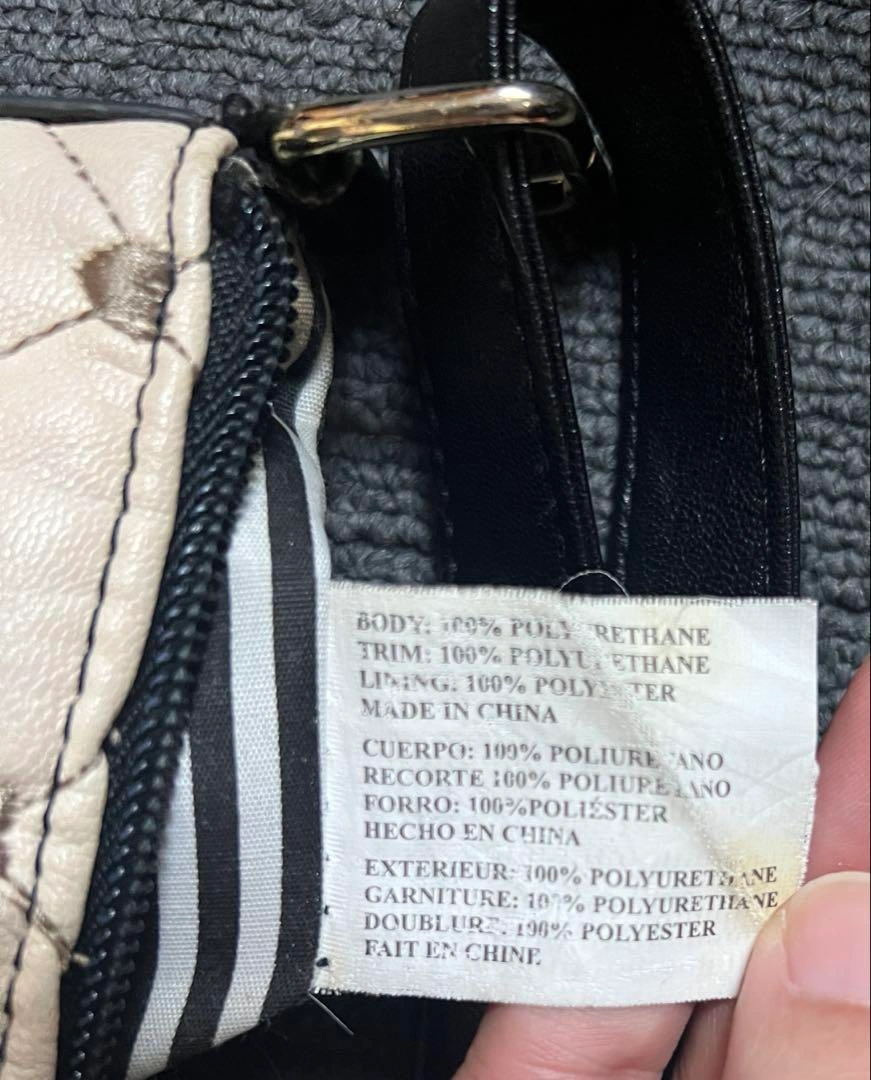 BODY: 100% POLYURETHANE
TRIM: 100% POLYURETHANE
LINING: 100% POLYESTER
MADE IN CHINA
CUERPO: 100% POLIURETANO
RECORTE 100% POLIURETANO
FORRO: 100%POLIÉSTER
HECHO EN CHINA
EXTERIEUR: 100% POLYURETHANE
GARNITURE: 100% POLYURETHANE
DOUBLURE: 100% POLYESTER
FAIT EN CHINE